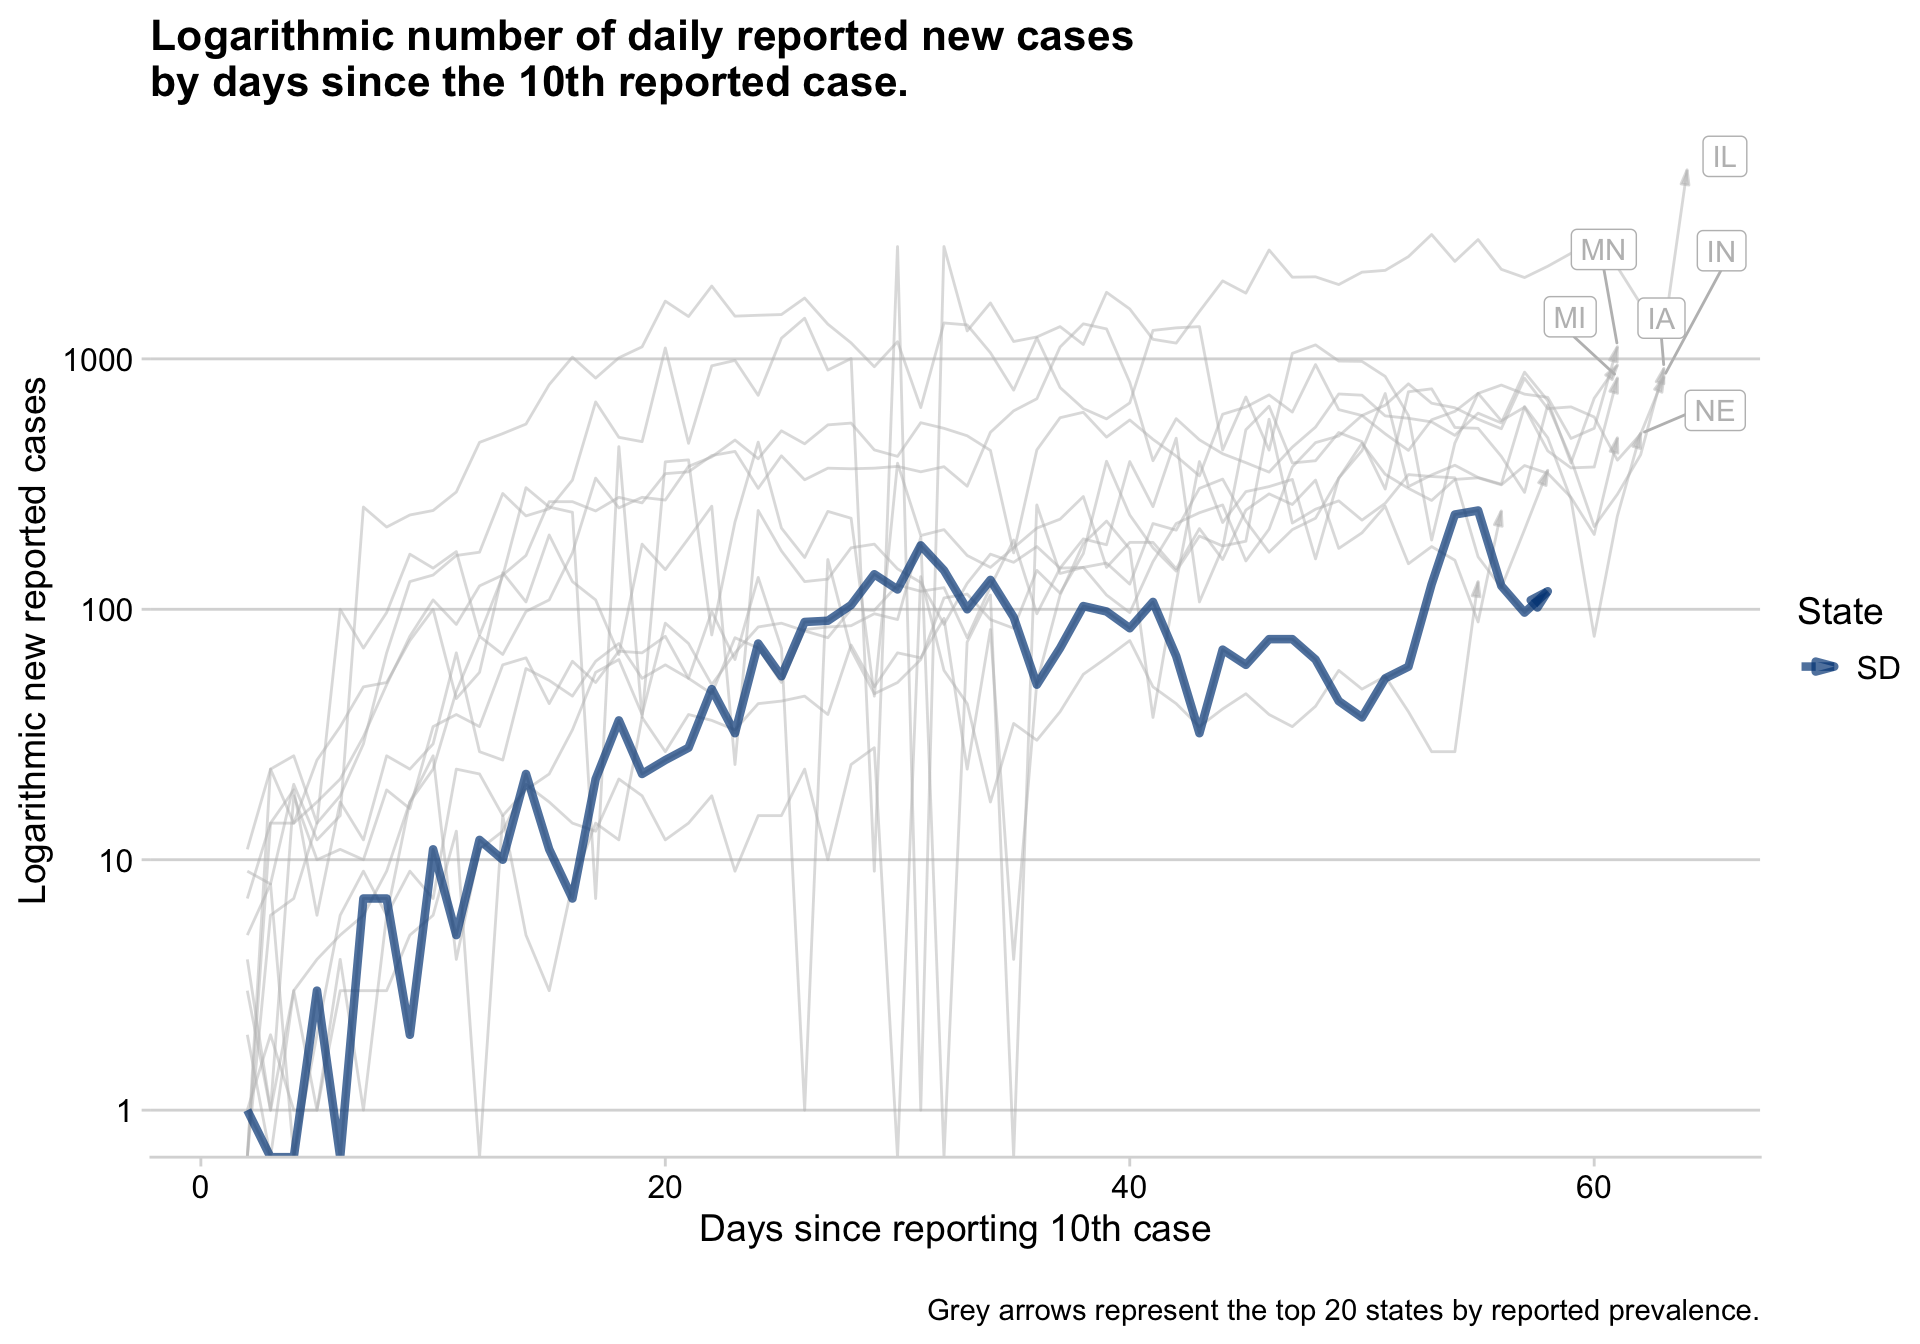 Logarithmic number of daily reported new cases
by days since the 10th reported case.
IL
MN
IN
MI
IA
NE
1000
100
10
1
Logarithmic new reported cases
0
20
40
60
Days since reporting 10th case
State
SD
Grey arrows represent the top 20 states by reported prevalence.